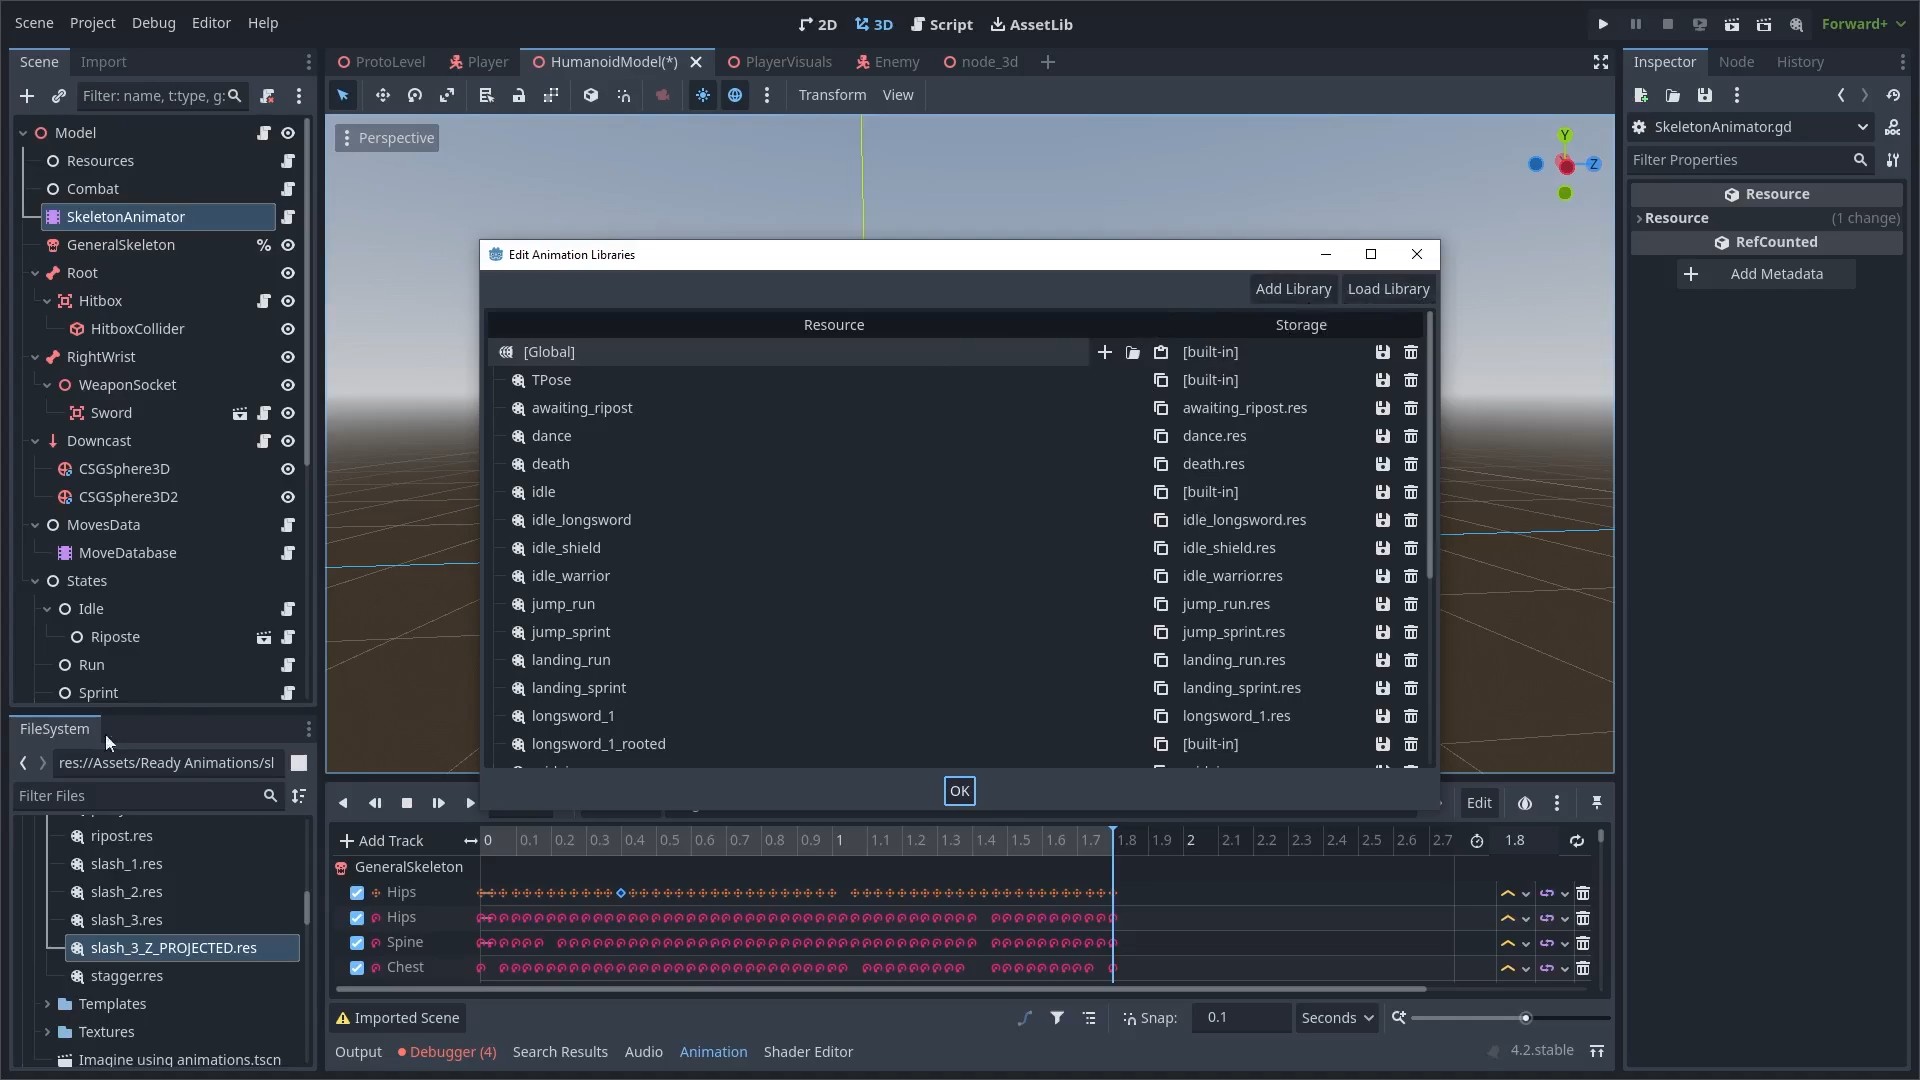 Scene Project Debug Editor Help
2D 3D Script AssetLib
Forward+
Scene Import
ProtoLevel Player HumanoidModel(*) PlayerVisuals Enemy node_3d
Inspector Node History
Filter: name, t:type, g:
Transform View
SkeletonAnimator.gd
Filter Properties
Resource
Resource (1 change)
RefCounted
Add Metadata
Perspective
Y
Z
Model
Resources
Combat
SkeletonAnimator
GeneralSkeleton %
Root
Hitbox
HitboxCollider
RightWrist
WeaponSocket
Sword
Downcast
CSGSphere3D
CSGSphere3D2
MovesData
MoveDatabase
States
Idle
Riposte
Run
Sprint
Edit Animation Libraries
Add Library Load Library
Resource Storage
[Global] [built-in]
TPose [built-in]
awaiting_ripost awaiting_ripost.res
dance dance.res
death death.res
idle [built-in]
idle_longsword idle_longsword.res
idle_shield idle_shield.res
idle_warrior idle_warrior.res
jump_run jump_run.res
jump_sprint jump_sprint.res
landing_run landing_run.res
landing_sprint landing_sprint.res
longsword_1 longsword_1.res
longsword_1_rooted [built-in]
OK
FileSystem
res://Assets/Ready Animations/sl
Filter Files
ripost.res
slash_1.res
slash_2.res
slash_3.res
slash_3_Z_PROJECTED.res
stagger.res
Templates
Textures
Imagine using animations.tscn
Edit
Add Track 0 0.1 0.2 0.3 0.4 0.5 0.6 0.7 0.8 0.9 1 1.1 1.2 1.3 1.4 1.5 1.6 1.7 1.8 1.9 2 2.1 2.2 2.3 2.4 2.5 2.6 2.7 1.8
GeneralSkeleton
Hips
Hips
Spine
Chest
Imported Scene Snap: 0.1 Seconds
Output Debugger (4) Search Results Audio Animation Shader Editor 4.2.stable